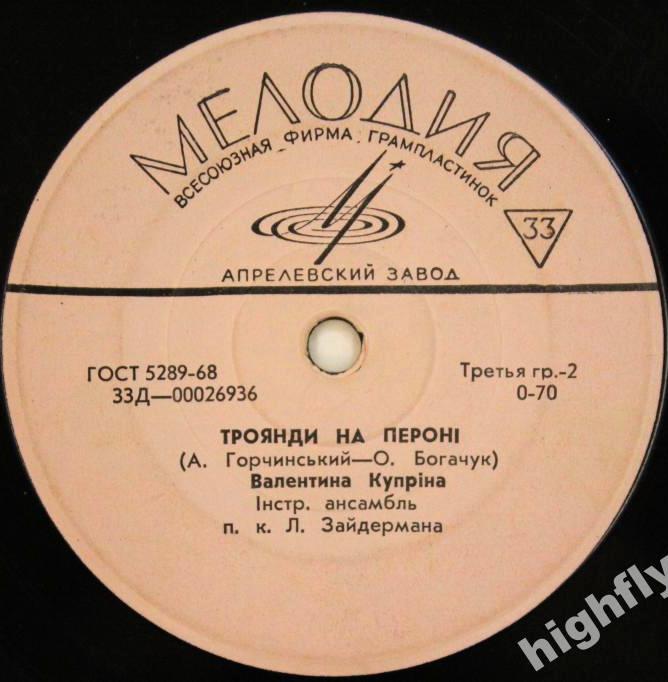 МЕЛОДИЯ
ВСЕСОЮЗНАЯ ФИРМА ГРАМПЛАСТИНОК
33
АПРЕЛЕВСКИЙ ЗАВОД
ГОСТ 5289-68
33Д—00026936
Третья гр.-2
0-70
ТРОЯНДИ НА ПЕРОНІ
(А. Горчинський—О. Богачук)
Валентина Купріна
Інстр. ансамбль
п. к. Л. Зайдермана
highfly